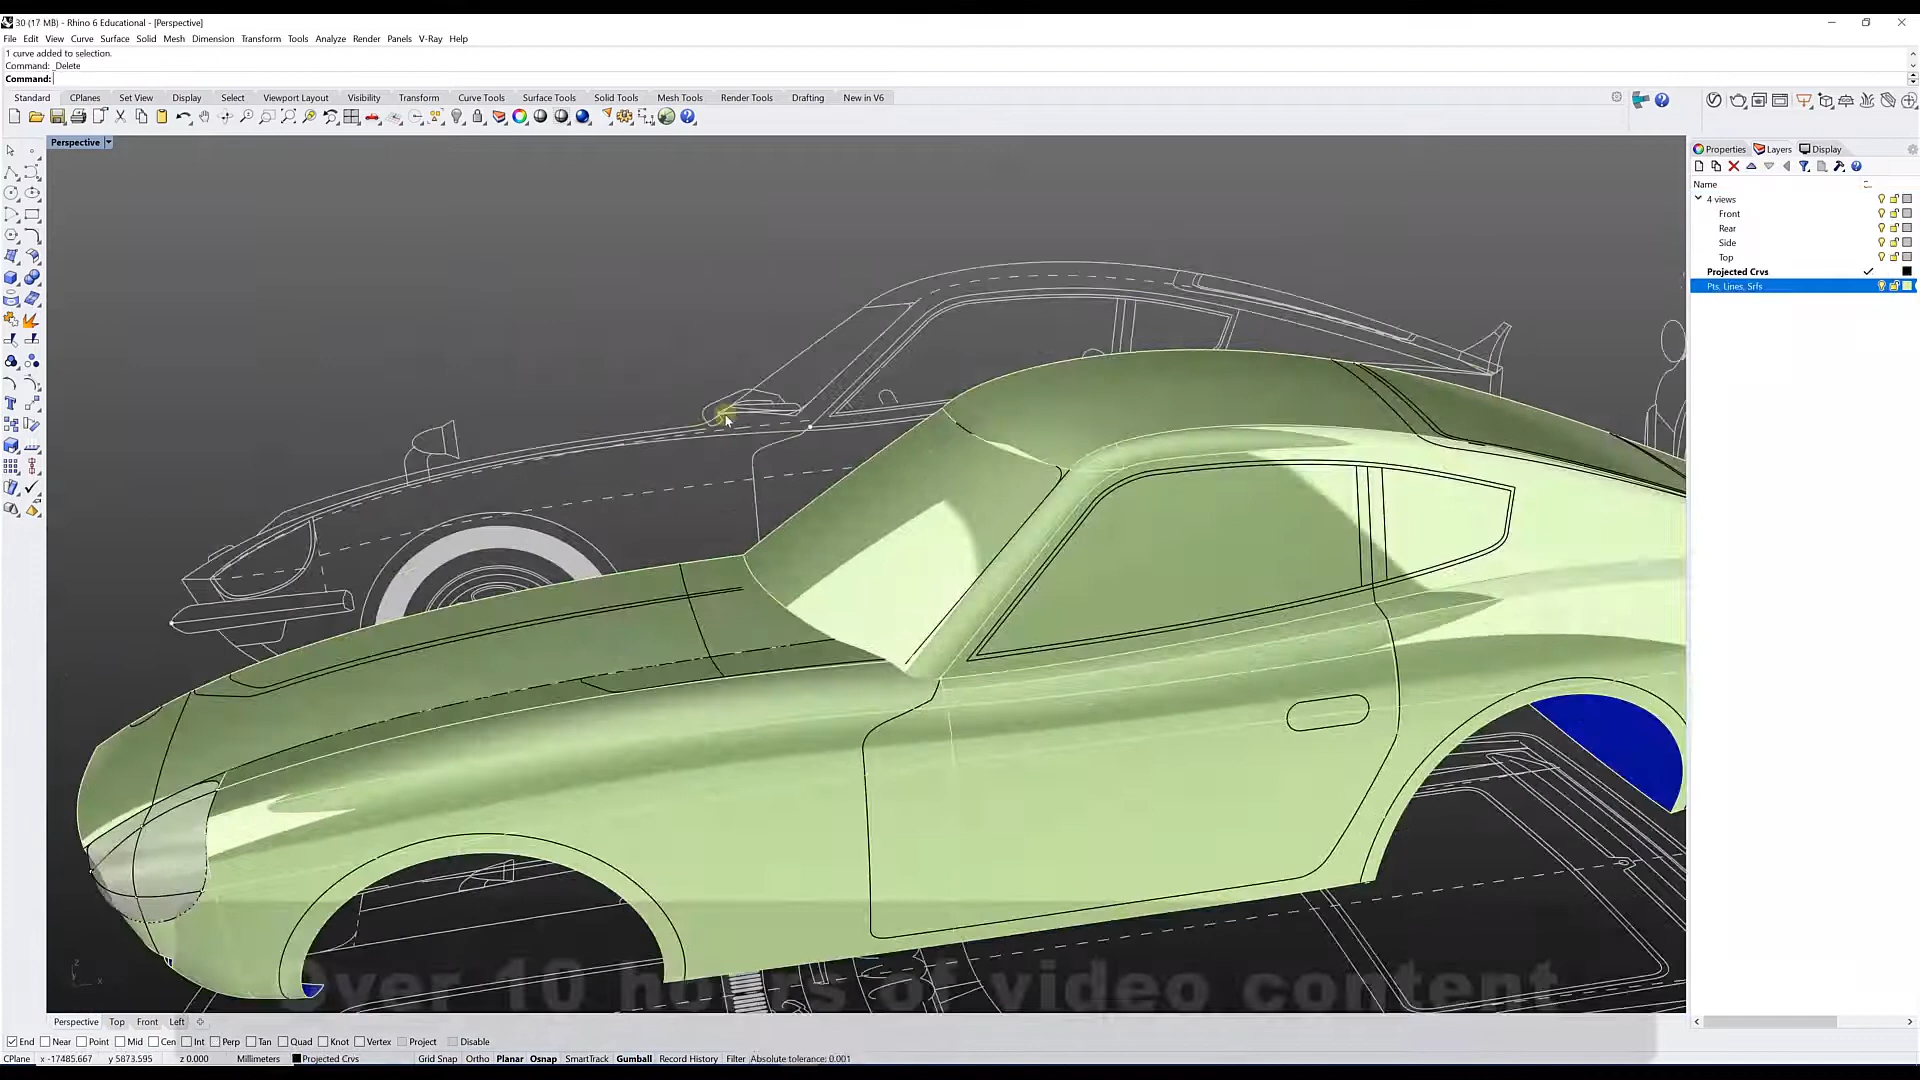 30 (17 MB) - Rhino 6 Educational - [Perspective]
File Edit View Curve Surface Solid Mesh Dimension Transform Tools Analyze Render Panels V-Ray Help
1 curve added to selection.
Command: _Delete
Command:
Standard CPlanes Set View Display Select Viewport Layout Visibility Transform Curve Tools Surface Tools Solid Tools Mesh Tools Render Tools Drafting New in V6
Perspective
Properties Layers Display
Name
4 views
Front
Rear
Side
Top
Projected Crvs
Pts, Lines, Srfs
z
x
Over 10 hours of video content
Perspective Top Front Left
End Near Point Mid Cen Int Perp Tan Quad Knot Vertex Project Disable
CPlane x -17485.667 y 5873.595 z 0.000 Millimeters Projected Crvs Grid Snap Ortho Planar Osnap SmartTrack Gumball Record History Filter Absolute tolerance: 0.001